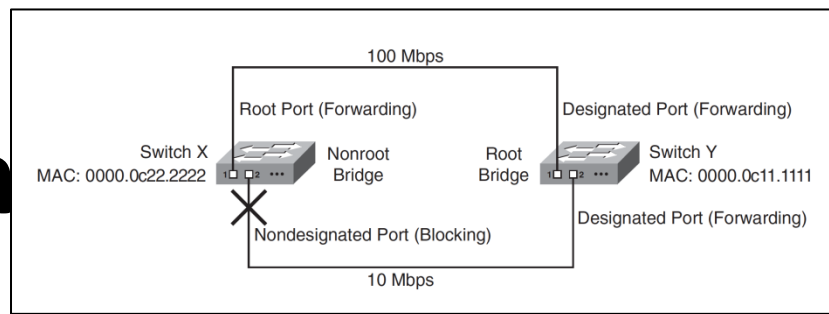 100 Mbps
Root Port (Forwarding)
Designated Port (Forwarding)
Switch X
MAC: 0000.0c22.2222
1 2 •••
Nonroot
Bridge
Root
Bridge
1 2 •••
Switch Y
MAC: 0000.0c11.1111
Nondesignated Port (Blocking)
Designated Port (Forwarding)
10 Mbps